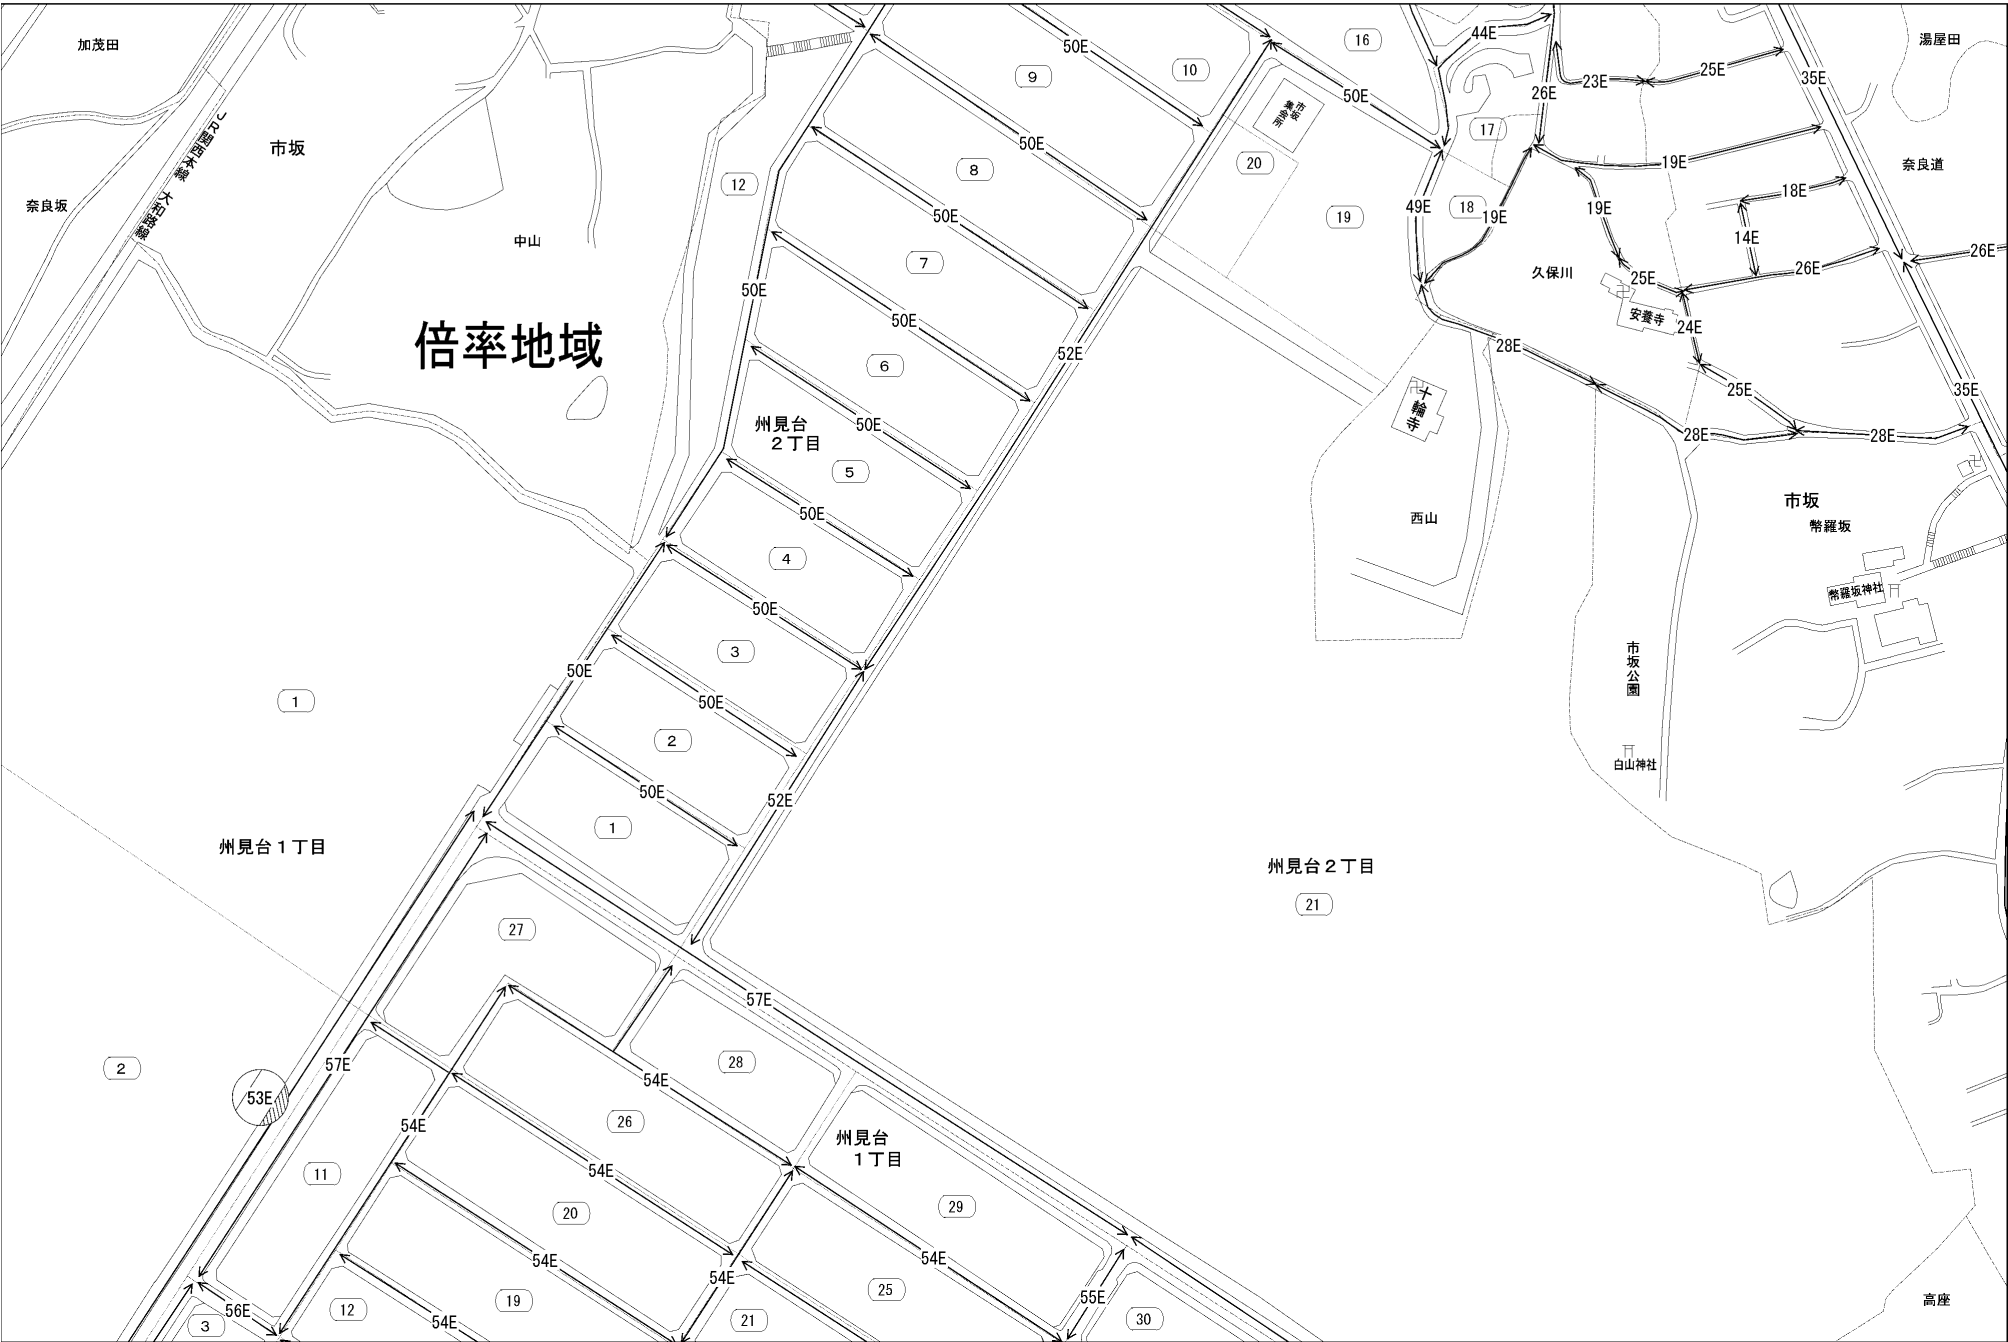 加茂田
50E
16
44E
湯屋田
9
10
23E
25E
35E
50E
26E
JR関西本線 大和路線
市坂
市坂
集会所
17
50E
8
20
19E
奈良道
12
18E
奈良坂
50E
19
49E
18
19E
19E
中山
14E
26E
7
久保川
25E
26E
50E
50E
安養寺
24E
倍率地域
28E
52E
6
25E
35E
十輪寺
50E
州見台
2丁目
28E
28E
5
市坂
50E
西山
幣羅坂
4
幣羅坂神社
50E
3
市坂公園
50E
1
50E
2
白山神社
50E
52E
1
州見台1丁目
州見台2丁目
21
27
57E
57E
2
28
54E
53E
54E
26
州見台
1丁目
54E
11
29
20
54E
54E
54E
25
55E
56E
12
19
21
30
3
54E
高座